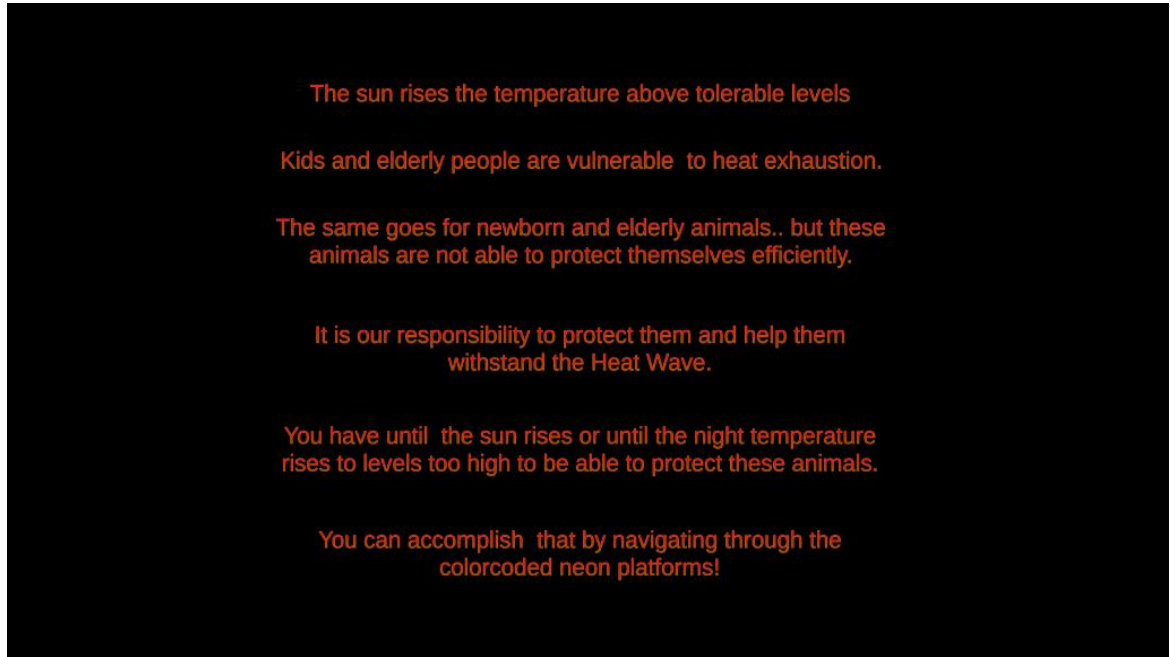 The sun rises the temperature above tolerable levels
Kids and elderly people are vulnerable  to heat exhaustion.
The same goes for newborn and elderly animals.. but these
animals are not able to protect themselves efficiently.
It is our responsibility to protect them and help them
withstand the Heat Wave.
You have until  the sun rises or until the night temperature
rises to levels too high to be able to protect these animals.
You can accomplish  that by navigating through the
colorcoded neon platforms!